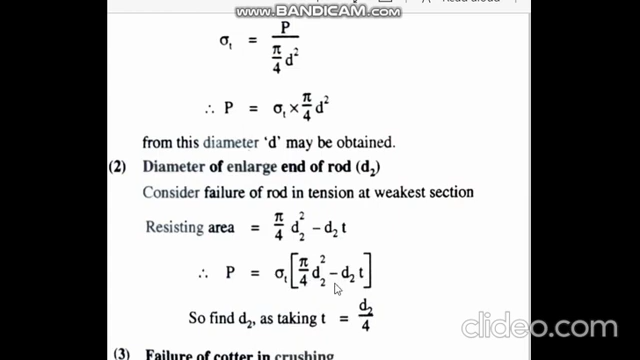 www.BANDICAM.com
Read aloud
σt = P / (π/4 d²)
∴ P = σt × π/4 d²
from this diameter 'd' may be obtained.
(2) Diameter of enlarge end of rod (d₂)
Consider failure of rod in tension at weakest section
Resisting area = π/4 d₂² – d₂ t
∴ P = σt [π/4 d₂² – d₂ t]
So find d₂, as taking t = d₂/4
clideo.com
(3) Failure of cotter in crushing